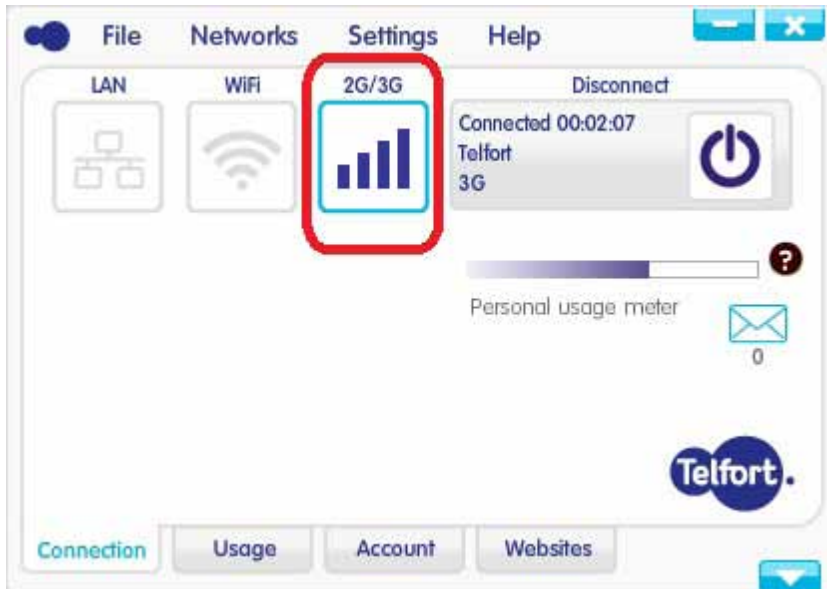 File Networks Settings Help
LAN WiFi 2G/3G Disconnect
Connected 00:02:07
Telfort
3G
?
Personal usage meter
0
Telfort.
Connection Usage Account Websites